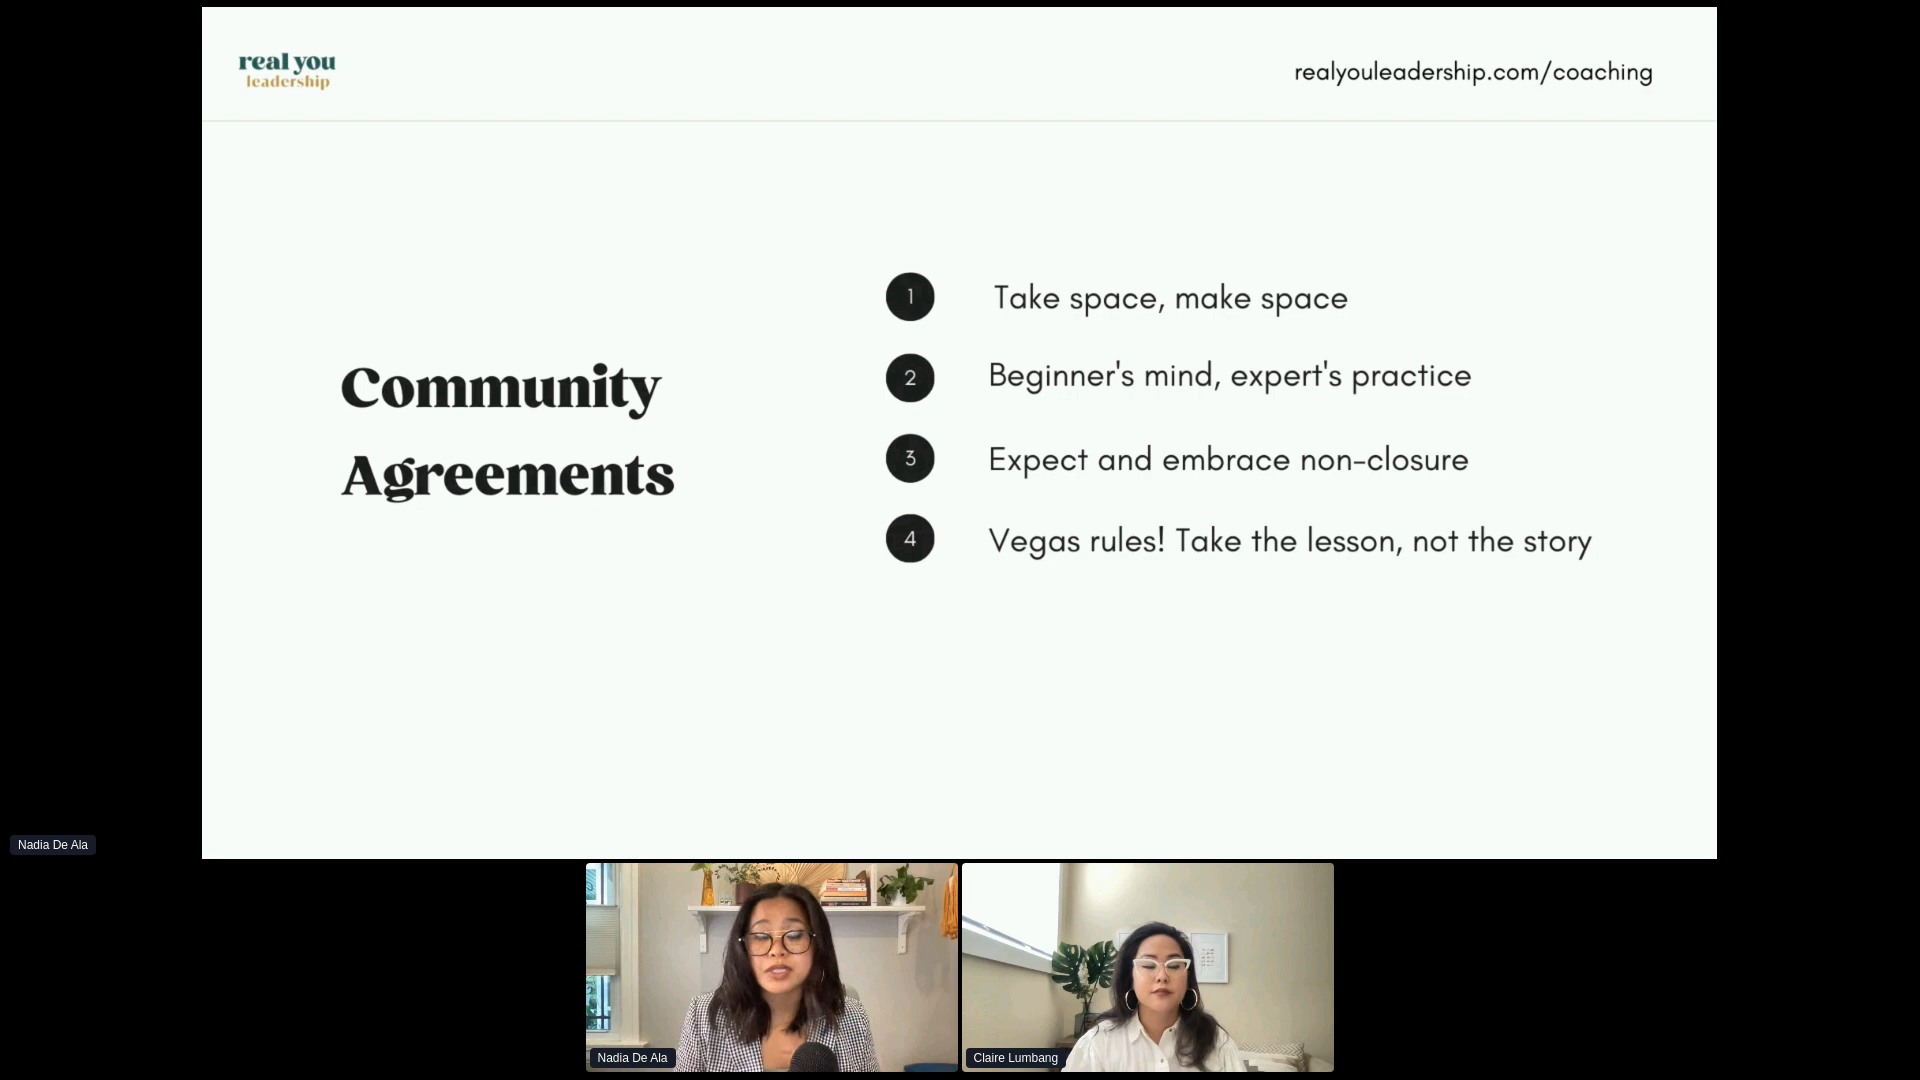 real you
leadership
realyouleadership.com/coaching
Community
Agreements
1 Take space, make space
2 Beginner's mind, expert's practice
3 Expect and embrace non-closure
4 Vegas rules! Take the lesson, not the story
Nadia De Ala
Nadia De Ala
Claire Lumbang